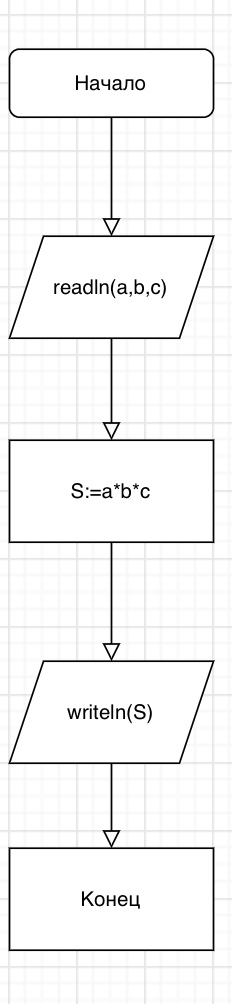 Начало
readln(a,b,c)
S:=a*b*c
writeln(S)
Конец